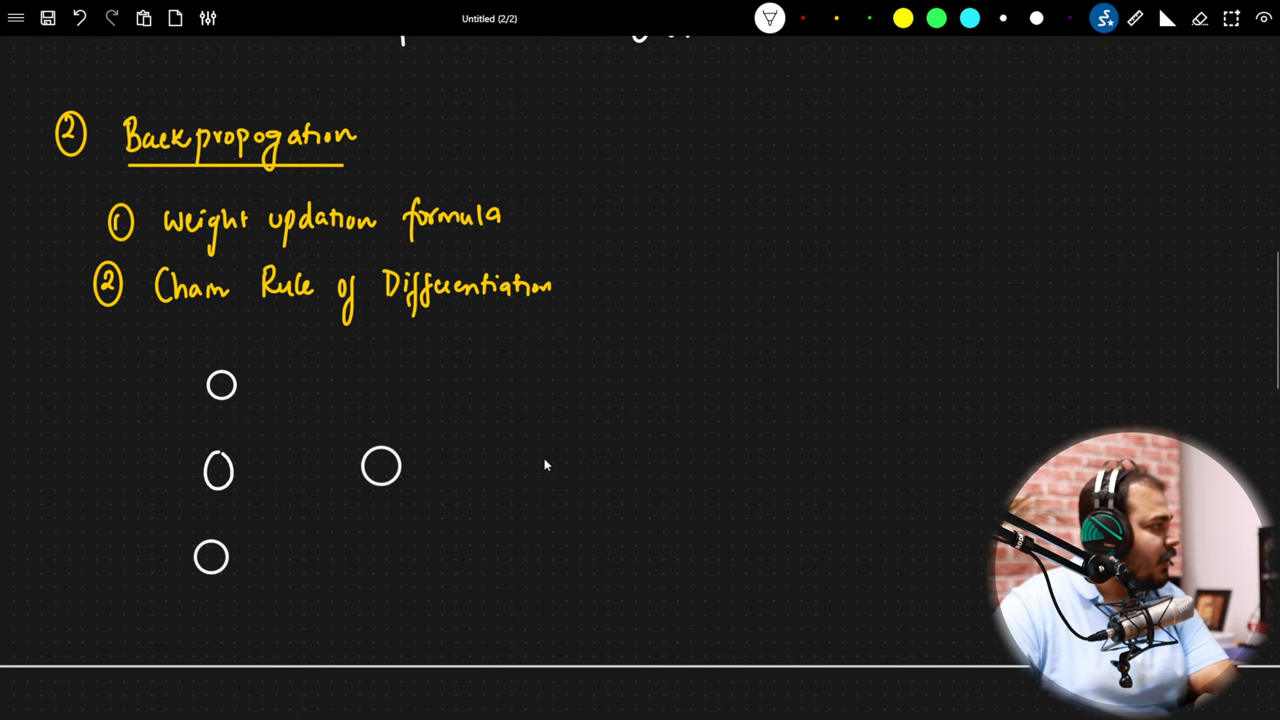 Untitled (2/2)
② Backpropogation
① Weight updation formula
② Chain Rule of Differentiation